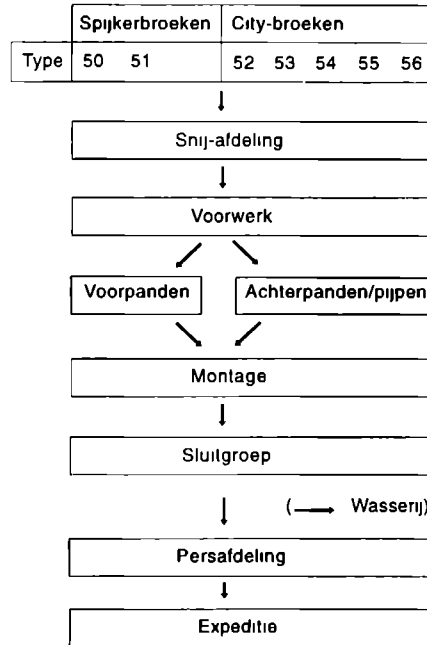 Spijkerbroeken City-broeken
Type 50 51 52 53 54 55 56
Snij-afdeling
Voorwerk
Voorpanden Achterpanden/pijpen
Montage
Sluitgroep
( → Wasserij)
Persafdeling
Expeditie